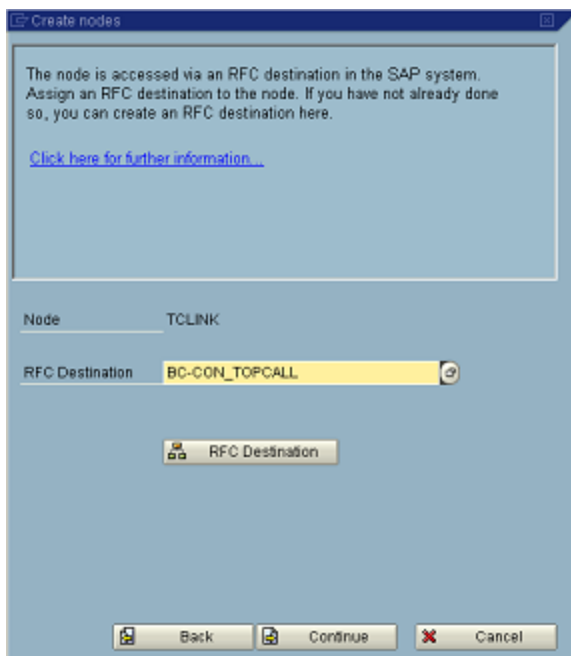 Create nodes
The node is accessed via an RFC destination in the SAP system.
Assign an RFC destination to the node. If you have not already done
so, you can create an RFC destination here.
Click here for further information...
Node TCLINK
RFC Destination BC-CON_TOPCALL
RFC Destination
Back Continue Cancel